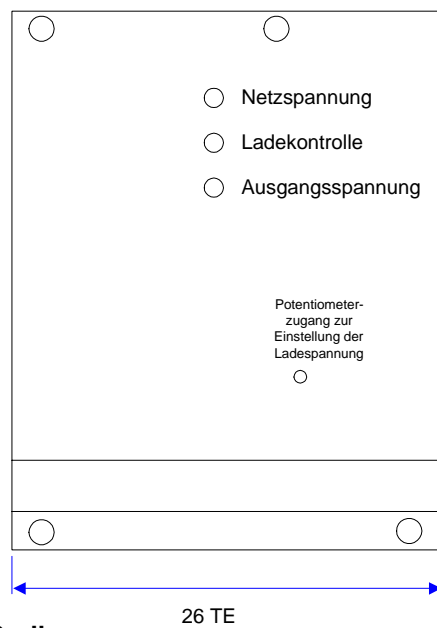 Netzspannung
Ladekontrolle
Ausgangsspannung
Potentiometer-
zugang zur
Einstellung der
Ladespannung
26 TE